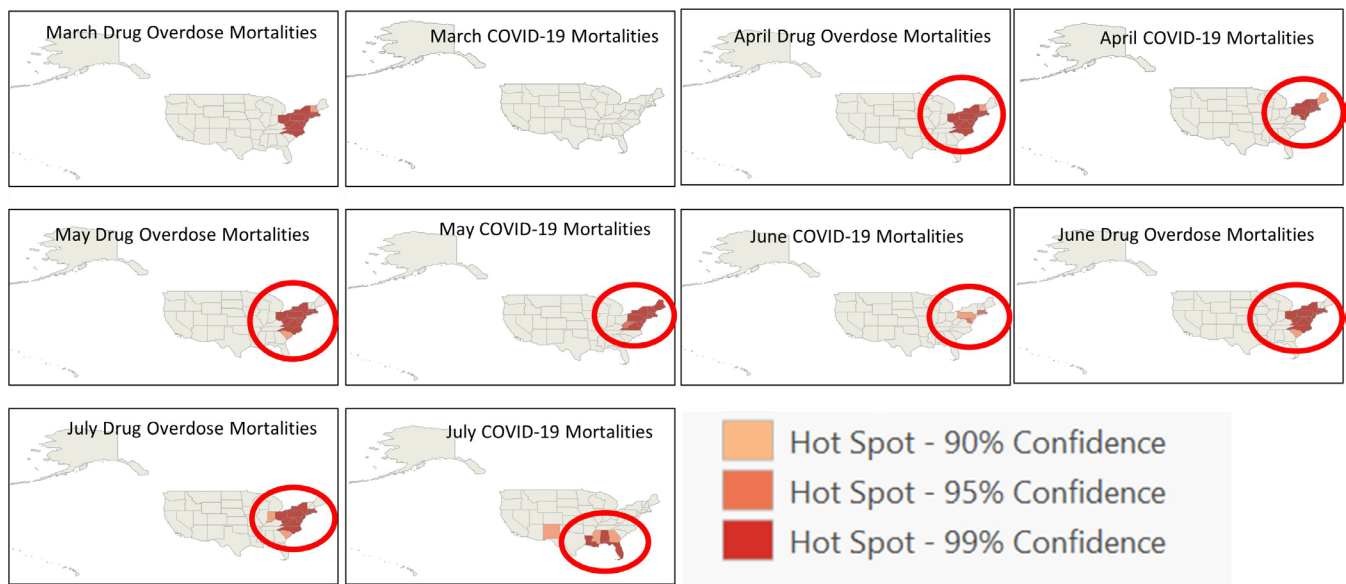 March Drug Overdose Mortalities
March COVID-19 Mortalities
April Drug Overdose Mortalities
April COVID-19 Mortalities
May Drug Overdose Mortalities
May COVID-19 Mortalities
June COVID-19 Mortalities
June Drug Overdose Mortalities
July Drug Overdose Mortalities
July COVID-19 Mortalities
Hot Spot - 90% Confidence
Hot Spot - 95% Confidence
Hot Spot - 99% Confidence